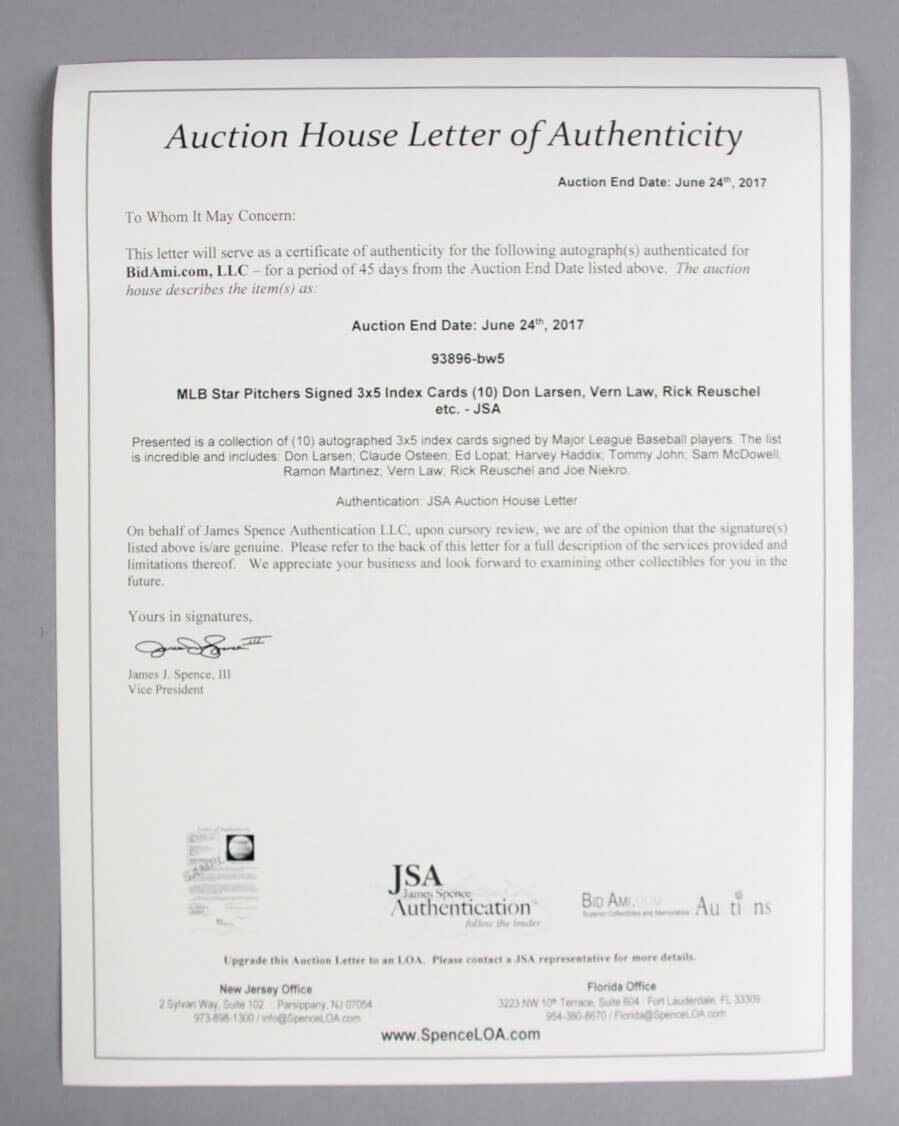 Auction House Letter of Authenticity
Auction End Date: June 24th, 2017
To Whom It May Concern:
This letter will serve as a certificate of authenticity for the following autograph(s) authenticated for
BidAmi.com, LLC – for a period of 45 days from the Auction End Date listed above. The auction
house describes the item(s) as:
Auction End Date: June 24th, 2017
93896-bw5
MLB Star Pitchers Signed 3x5 Index Cards (10) Don Larsen, Vern Law, Rick Reuschel
etc. - JSA
Presented is a collection of (10) autographed 3x5 index cards signed by Major League Baseball players. The list
is incredible and includes: Don Larsen; Claude Osteen; Ed Lopat; Harvey Haddix; Tommy John; Sam McDowell;
Ramon Martinez; Vern Law; Rick Reuschel and Joe Niekro.
Authentication: JSA Auction House Letter
On behalf of James Spence Authentication LLC, upon cursory review, we are of the opinion that the signature(s)
listed above is/are genuine. Please refer to the back of this letter for a full description of the services provided and
limitations thereof. We appreciate your business and look forward to examining other collectibles for you in the
future.
Yours in signatures,
James J. Spence, III
Vice President
Letter of Authenticity
SAMPLE
JSA
James Spence
Authentication
follow the leader
BID AMI.COM
Superior Collectibles and Memorabilia
Au ti ns
Upgrade this Auction Letter to an LOA. Please contact a JSA representative for more details.
New Jersey Office
2 Sylvan Way, Suite 102 · Parsippany, NJ 07054
973-898-1300 / info@SpenceLOA.com
Florida Office
3223 NW 10th Terrace, Suite 604 · Fort Lauderdale, FL 33309
954-380-8670 / Florida@SpenceLOA.com
www.SpenceLOA.com